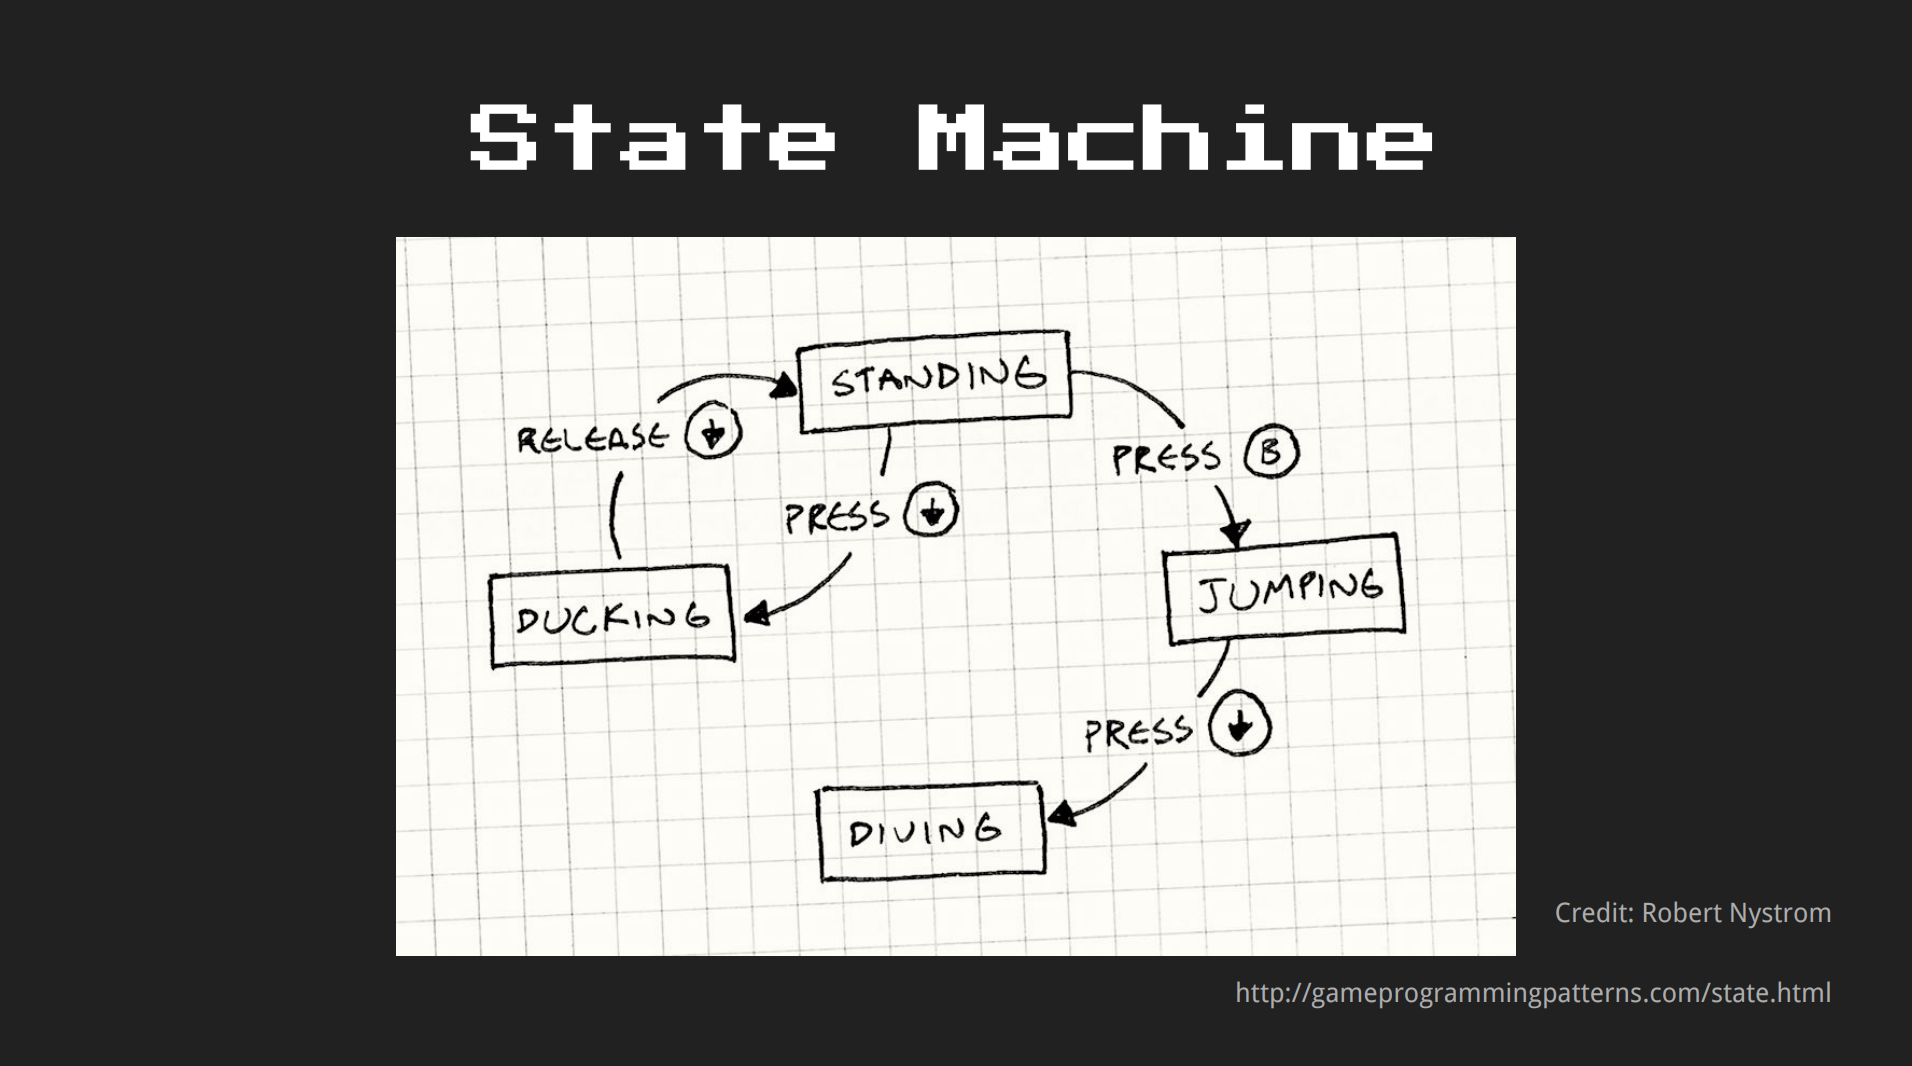 State Machine
STANDING
RELEASE ↓
PRESS B
PRESS ↓
DUCKING
JUMPING
PRESS ↓
DIVING
Credit: Robert Nystrom
http://gameprogrammingpatterns.com/state.html